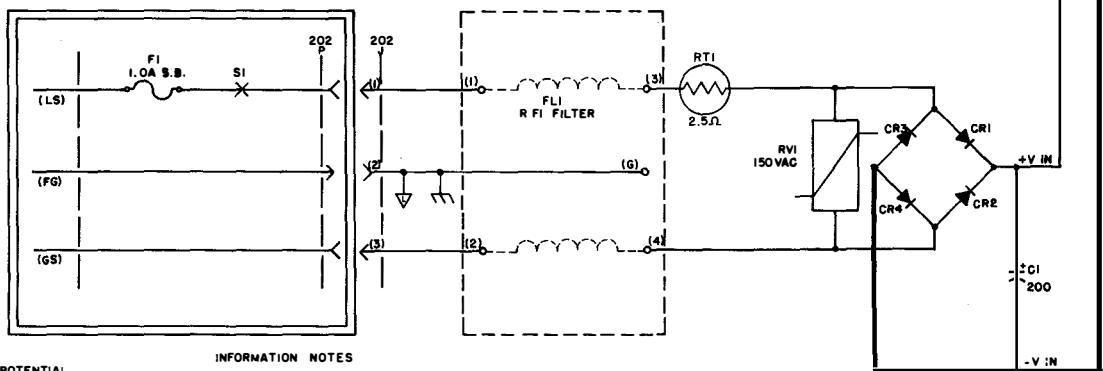 202
P
202
J
F1
1.0A S.B.
S1
(LS)
(1)
(1)
FL1
RFI FILTER
(3)
RT1
2.5Ω
RV1
150VAC
CR3
CR1
CR4
CR2
+V IN
(FG)
(2)
L
(G)
(GS)
(3)
(2)
(4)
+
C1
200
-V IN
INFORMATION NOTES
POTENTIAL